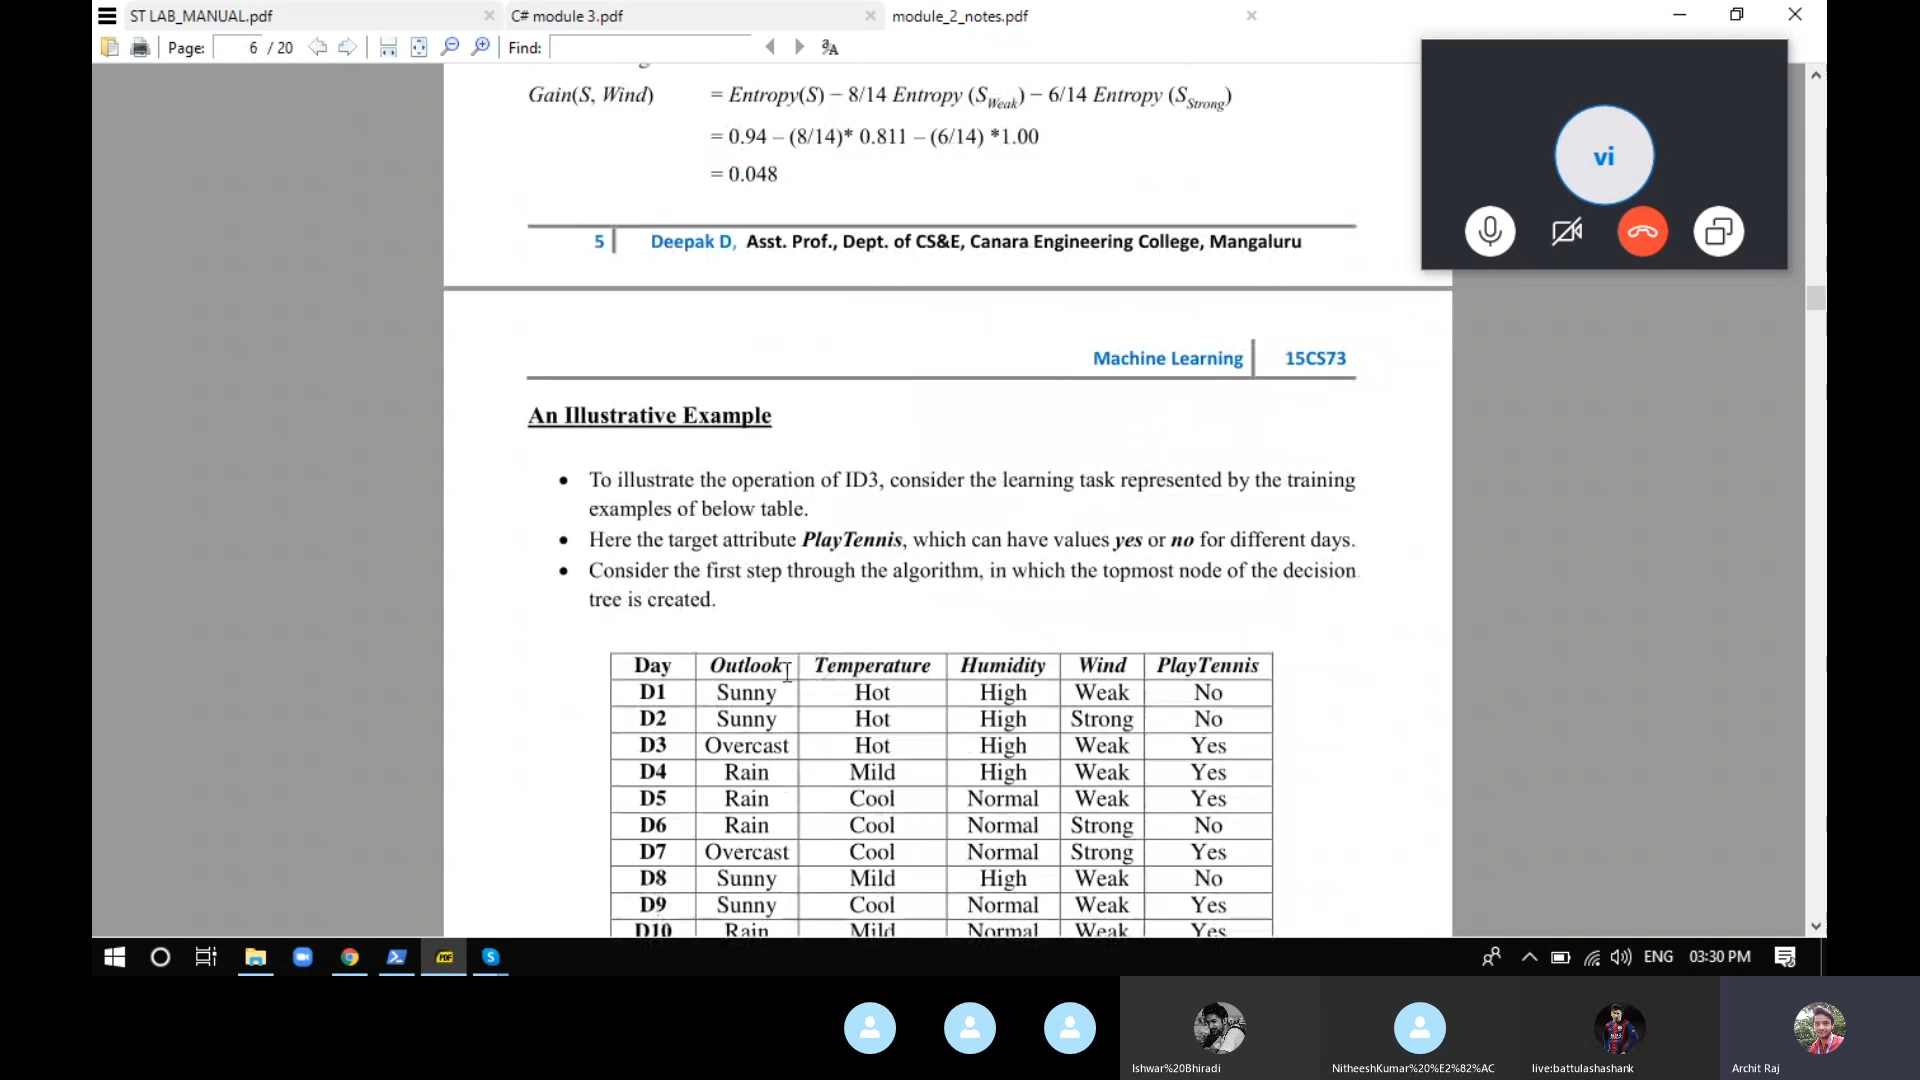 ST LAB_MANUAL.pdf
C# module 3.pdf
module_2_notes.pdf
Page: 6 / 20 Find:
Gain(S, Wind) = Entropy(S) − 8/14 Entropy (SWeak) − 6/14 Entropy (SStrong)
= 0.94 – (8/14)* 0.811 – (6/14) *1.00
= 0.048
vi
5 Deepak D, Asst. Prof., Dept. of CS&E, Canara Engineering College, Mangaluru
Machine Learning 15CS73
An Illustrative Example
• To illustrate the operation of ID3, consider the learning task represented by the training
examples of below table.
• Here the target attribute PlayTennis, which can have values yes or no for different days.
• Consider the first step through the algorithm, in which the topmost node of the decision
tree is created.
Day Outlook Temperature Humidity Wind PlayTennis
D1 Sunny Hot High Weak No
D2 Sunny Hot High Strong No
D3 Overcast Hot High Weak Yes
D4 Rain Mild High Weak Yes
D5 Rain Cool Normal Weak Yes
D6 Rain Cool Normal Strong No
D7 Overcast Cool Normal Strong Yes
D8 Sunny Mild High Weak No
D9 Sunny Cool Normal Weak Yes
D10 Rain Mild Normal Weak Yes
PDF
ENG 03:30 PM
Ishwar%20Bhiradi
NitheeshKumar%20%E2%82%AC
live:battulashashank
Archit Raj